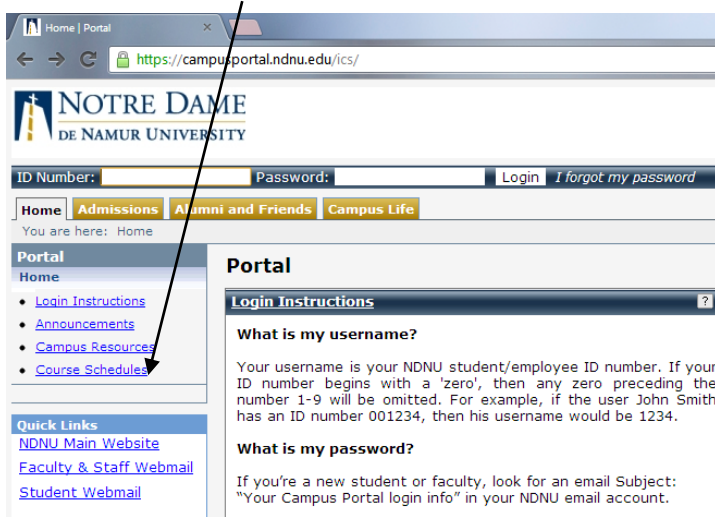 Home | Portal
https://campusportal.ndnu.edu/ics/
NOTRE DAME
DE NAMUR UNIVERSITY
ID Number: Password: Login I forgot my password
Home Admissions Alumni and Friends Campus Life
You are here: Home
Portal
Home
Login Instructions
Announcements
Campus Resources
Course Schedules
Quick Links
NDNU Main Website
Faculty & Staff Webmail
Student Webmail
Portal
Login Instructions ?
What is my username?
Your username is your NDNU student/employee ID number. If your
ID number begins with a 'zero', then any zero preceding the
number 1-9 will be omitted. For example, if the user John Smith
has an ID number 001234, then his username would be 1234.
What is my password?
If you’re a new student or faculty, look for an email Subject:
“Your Campus Portal login info” in your NDNU email account.